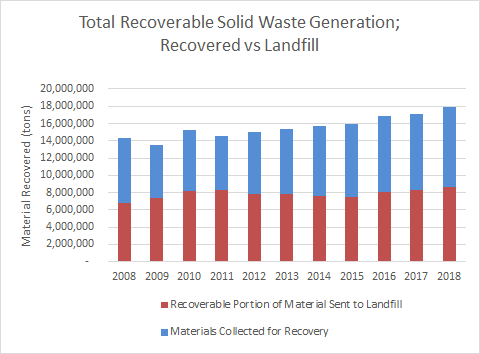 Total Recoverable Solid Waste Generation;
Recovered vs Landfill
Material Recovered (tons)
20,000,000
18,000,000
16,000,000
14,000,000
12,000,000
10,000,000
8,000,000
6,000,000
4,000,000
2,000,000
-
2008 2009 2010 2011 2012 2013 2014 2015 2016 2017 2018
Recoverable Portion of Material Sent to Landfill
Materials Collected for Recovery